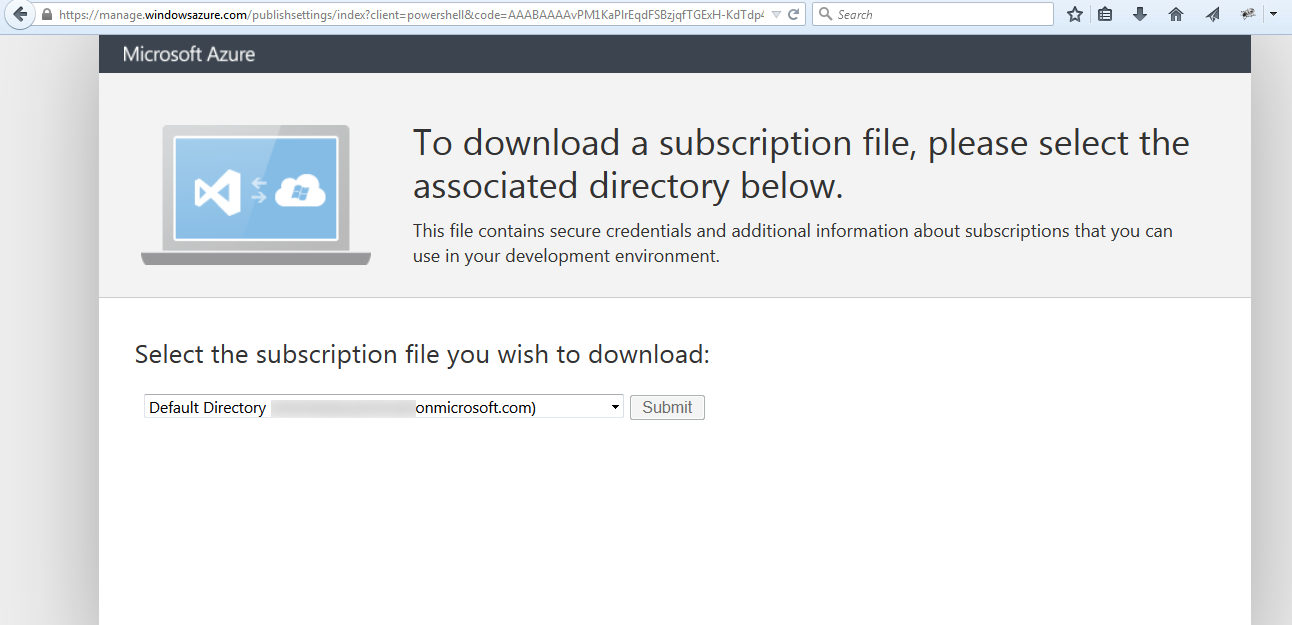 https://manage.windowsazure.com/publishsettings/index?client=powershell&code=AAABAAAAvPM1KaPlrEqdFSBzjqfTGExH-KdTdp4
Search
Microsoft Azure
To download a subscription file, please select the
associated directory below.
This file contains secure credentials and additional information about subscriptions that you can
use in your development environment.
Select the subscription file you wish to download:
Default Directory onmicrosoft.com)
Submit